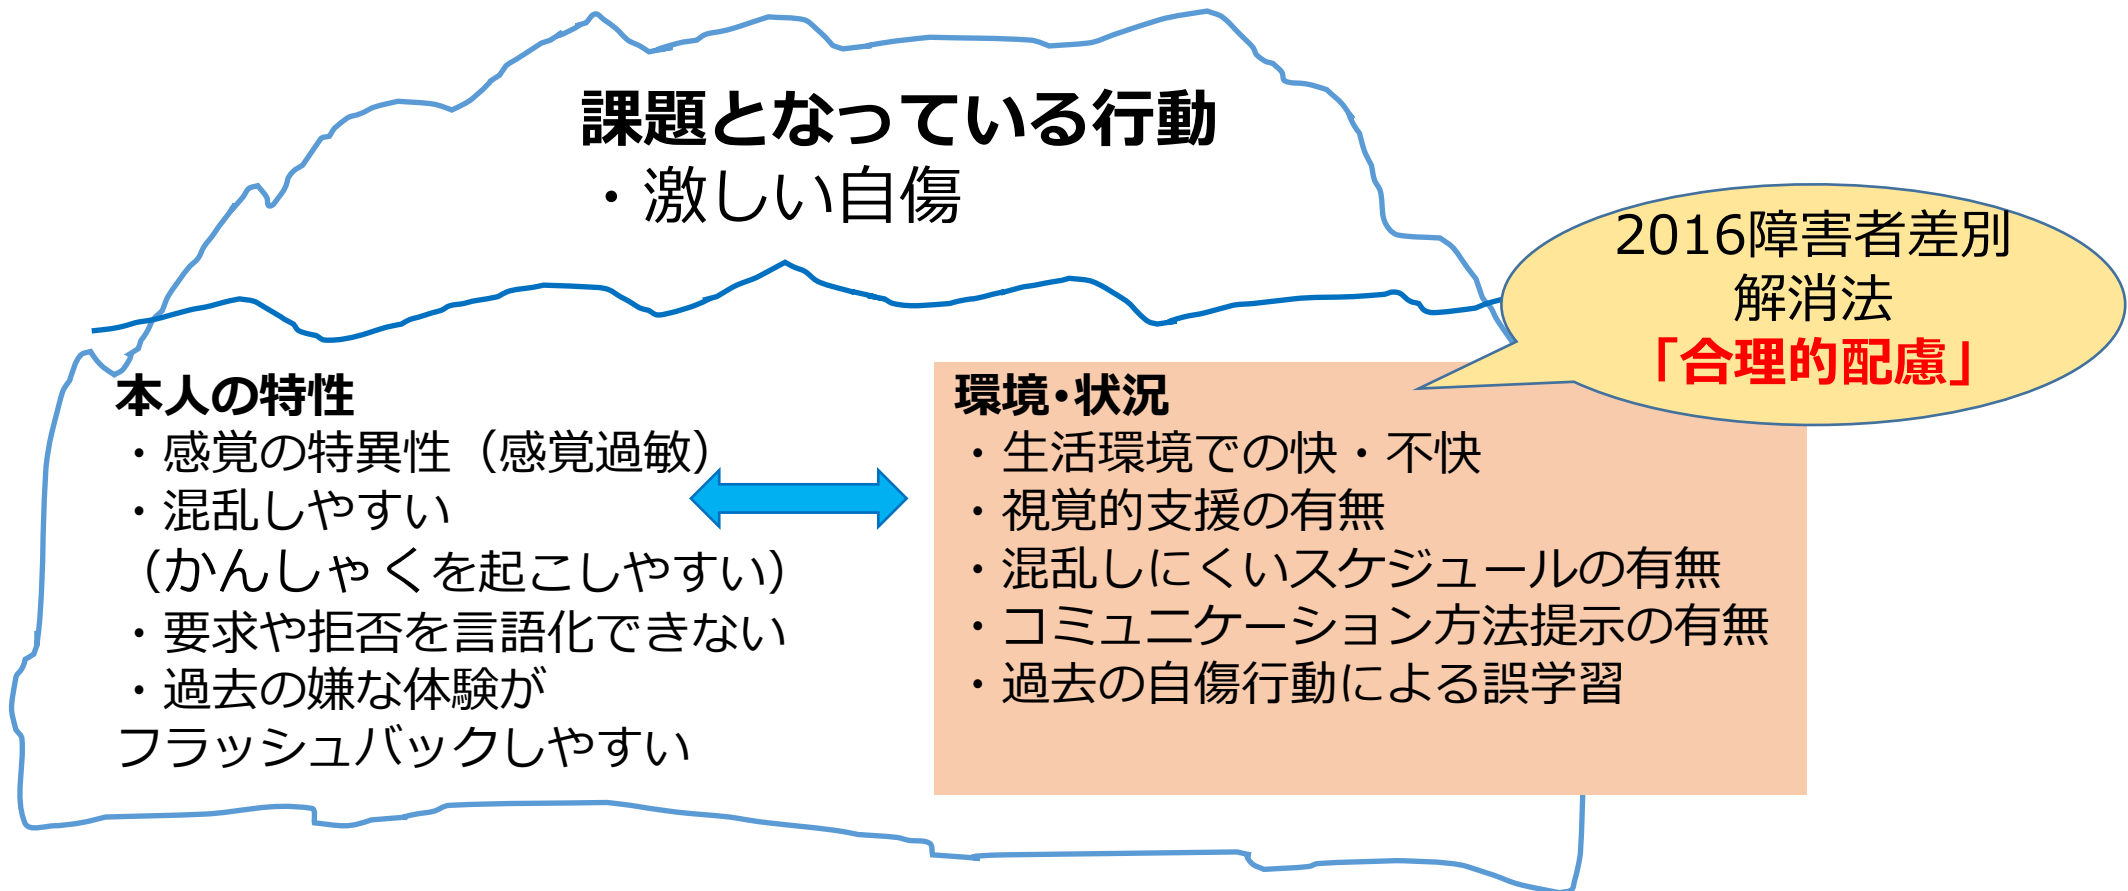 課題となっている行動
・激しい自傷
2016障害者差別
解消法
「合理的配慮」
本人の特性
・感覚の特異性（感覚過敏）
・混乱しやすい
（かんしゃくを起こしやすい）
・要求や拒否を言語化できない
・過去の嫌な体験が
フラッシュバックしやすい
環境・状況
・生活環境での快・不快
・視覚的支援の有無
・混乱しにくいスケジュールの有無
・コミュニケーション方法提示の有無
・過去の自傷行動による誤学習